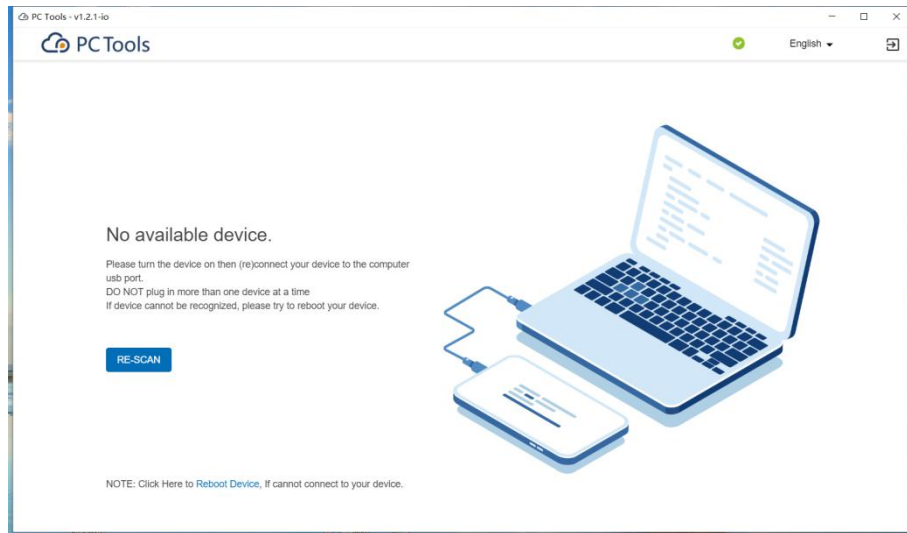 PC Tools - v1.2.1-io
PC Tools
English
No available device.
Please turn the device on then (re)connect your device to the computer
usb port.
DO NOT plug in more than one device at a time
If device cannot be recognized, please try to reboot your device.
RE-SCAN
NOTE: Click Here to Reboot Device, If cannot connect to your device.